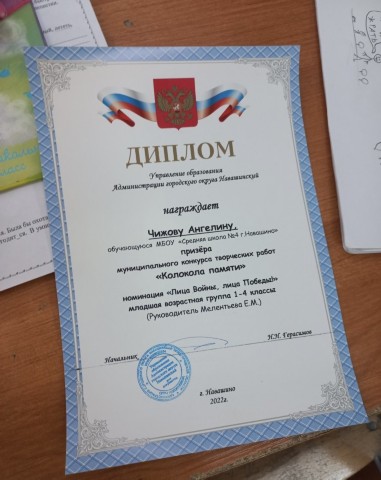 ДИПЛОМ
Управление образования
Администрации городского округа Навашинский
награждает
Чижову Ангелину,
обучающуюся МБОУ «Средняя школа №4 г.Навашино»
призёра
муниципального конкурса творческих работ
«Колокола памяти»
номинация «Лица Войны, лица Победы!»
младшая возрастная группа 1-4 классы
(Руководитель Мелентьева Е.М.)
Начальник
Н.Н. Герасимов
г. Навашино
2022г.